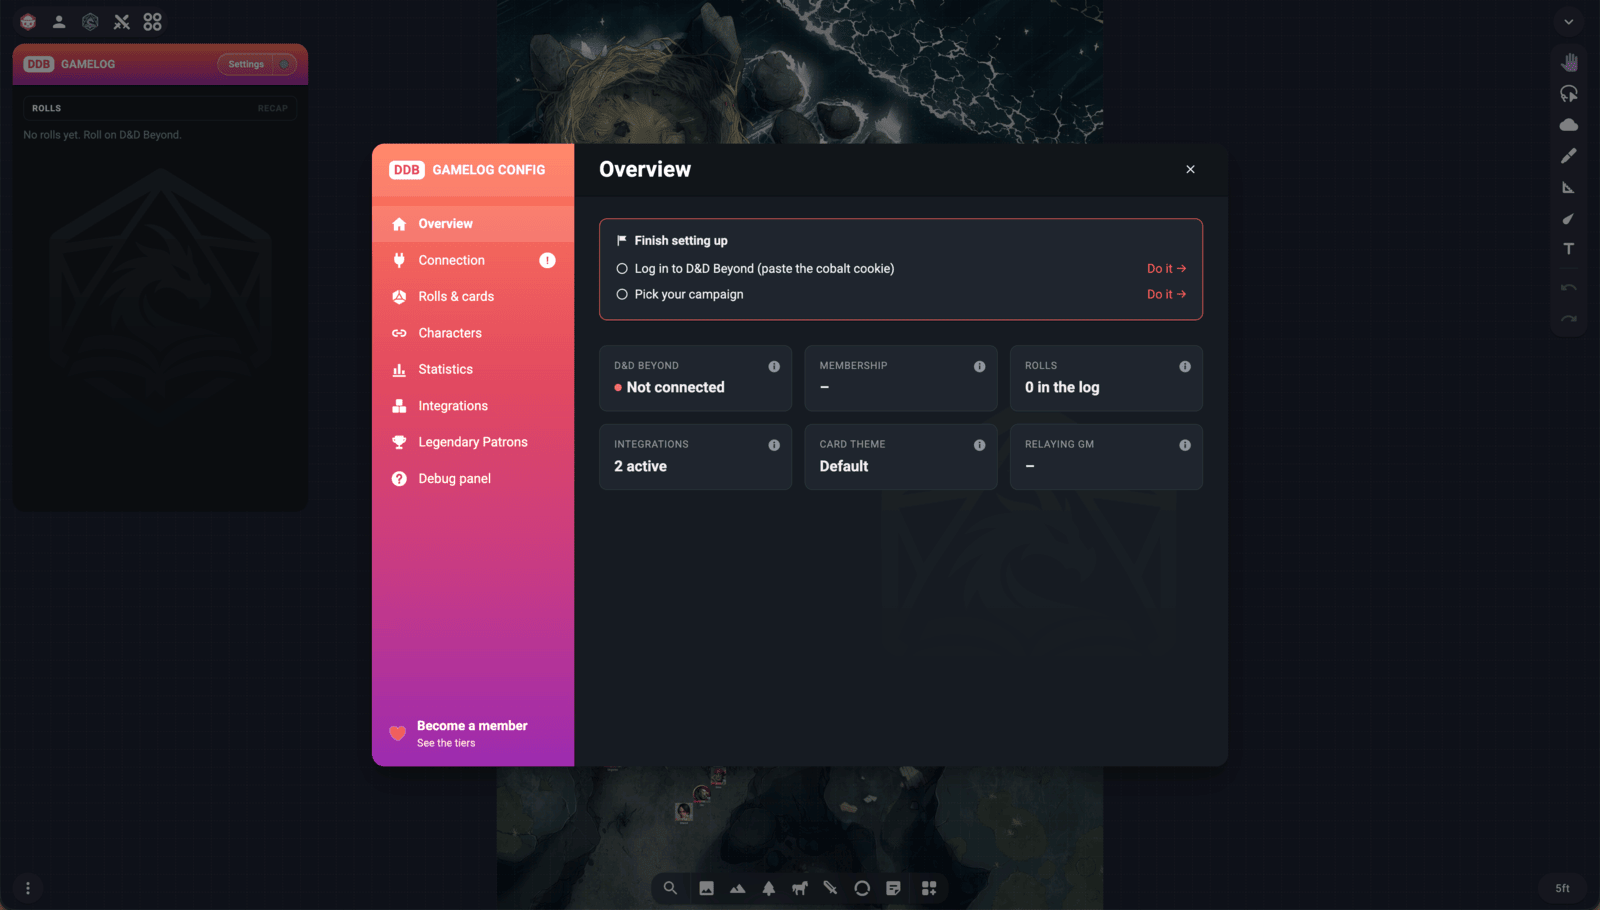 DDB GAMELOG
Settings
ROLLS
RECAP
No rolls yet. Roll on D&D Beyond.
DDB GAMELOG CONFIG
Overview
Connection
!
Rolls & cards
Characters
Statistics
Integrations
Legendary Patrons
? Debug panel
Become a member
See the tiers
Overview
Finish setting up
Log in to D&D Beyond (paste the cobalt cookie)
Do it →
Pick your campaign
Do it →
D&D BEYOND
Not connected
MEMBERSHIP
–
ROLLS
0 in the log
INTEGRATIONS
2 active
CARD THEME
Default
RELAYING GM
–
T
5ft